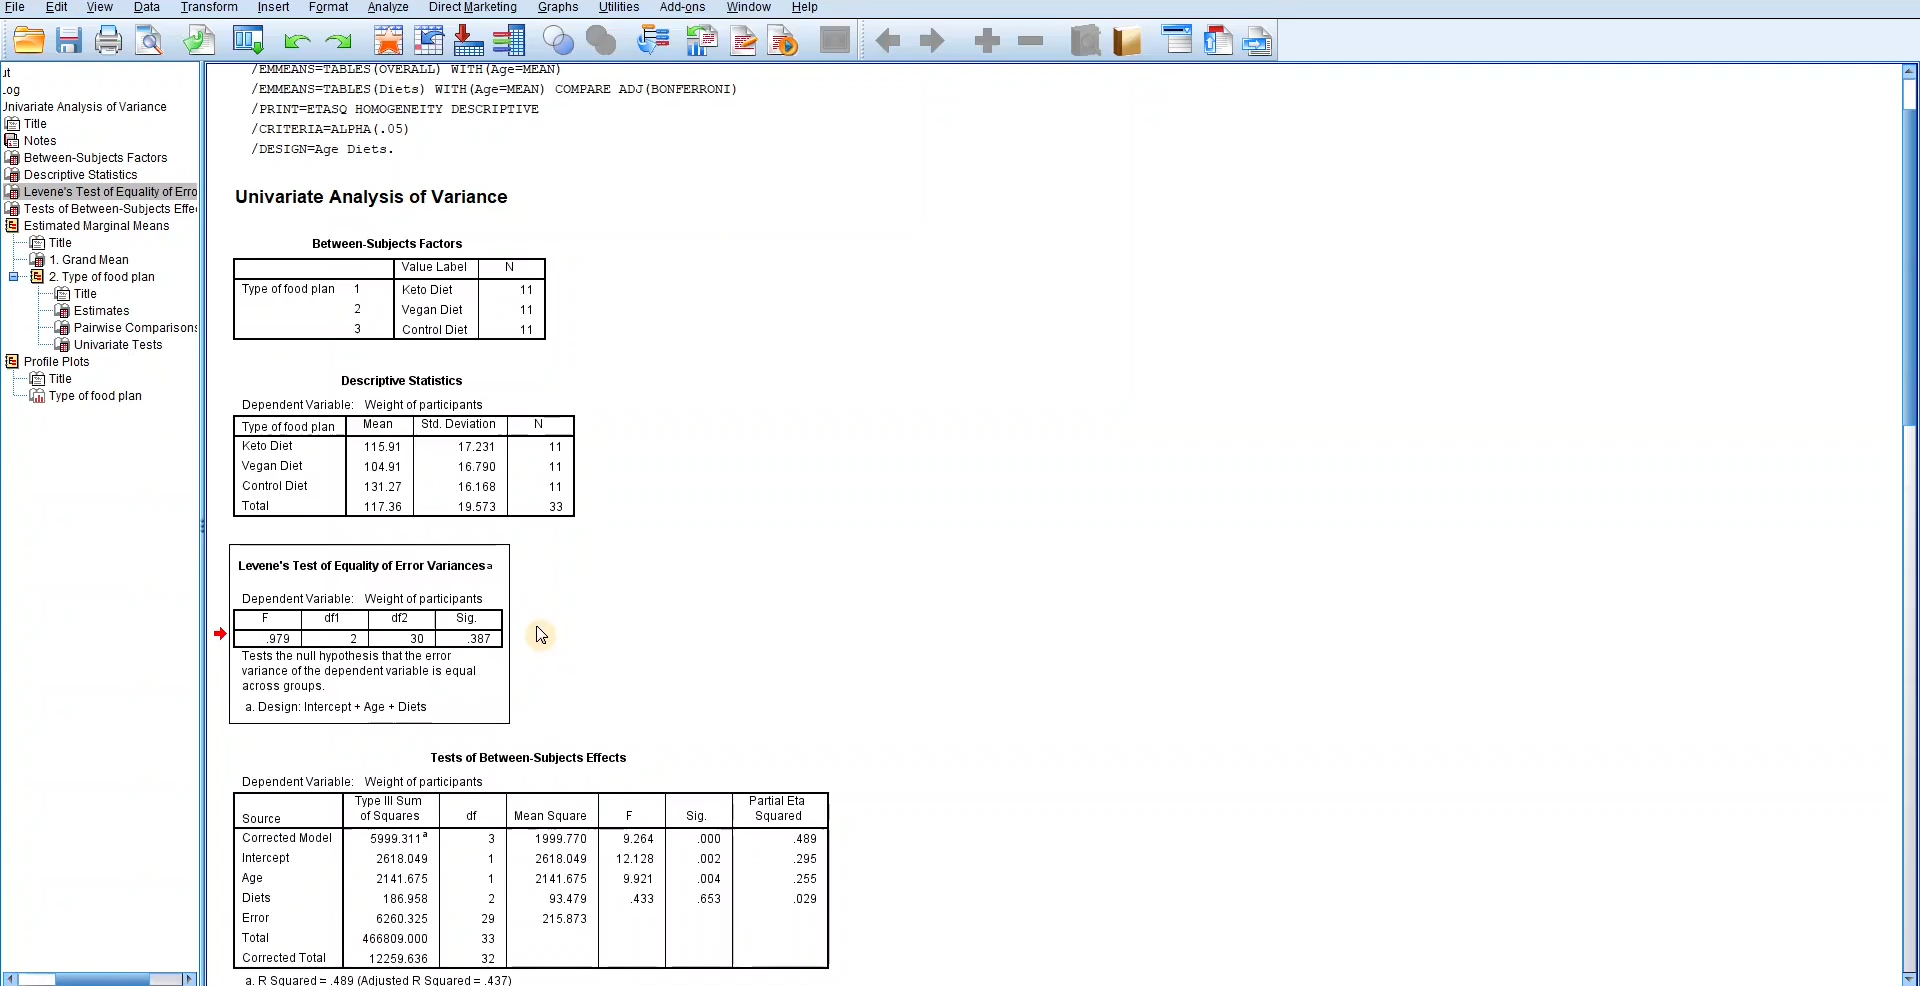 File Edit View Data Transform Insert Format Analyze Direct Marketing Graphs Utilities Add-ons Window Help
ut
Log
Univariate Analysis of Variance
Title
Notes
Between-Subjects Factors
Descriptive Statistics
Levene's Test of Equality of Erro
Tests of Between-Subjects Effe
Estimated Marginal Means
Title
1. Grand Mean
2. Type of food plan
Title
Estimates
Pairwise Comparisons
Univariate Tests
Profile Plots
Title
Type of food plan
/EMMEANS=TABLES(OVERALL) WITH(Age=MEAN)
/EMMEANS=TABLES(Diets) WITH(Age=MEAN) COMPARE ADJ(BONFERRONI)
/PRINT=ETASQ HOMOGENEITY DESCRIPTIVE
/CRITERIA=ALPHA(.05)
/DESIGN=Age Diets.
Univariate Analysis of Variance
Between-Subjects Factors
Value Label N
Type of food plan 1 Keto Diet 11
2 Vegan Diet 11
3 Control Diet 11
Descriptive Statistics
Dependent Variable: Weight of participants
Type of food plan Mean Std. Deviation N
Keto Diet 115.91 17.231 11
Vegan Diet 104.91 16.790 11
Control Diet 131.27 16.168 11
Total 117.36 19.573 33
Levene's Test of Equality of Error Variancesa
Dependent Variable: Weight of participants
F df1 df2 Sig.
.979 2 30 .387
Tests the null hypothesis that the error
variance of the dependent variable is equal
across groups.
a. Design: Intercept + Age + Diets
Tests of Between-Subjects Effects
Dependent Variable: Weight of participants
Source Type III Sum of Squares df Mean Square F Sig. Partial Eta Squared
Corrected Model 5999.311a 3 1999.770 9.264 .000 .489
Intercept 2618.049 1 2618.049 12.128 .002 .295
Age 2141.675 1 2141.675 9.921 .004 .255
Diets 186.958 2 93.479 .433 .653 .029
Error 6260.325 29 215.873
Total 466809.000 33
Corrected Total 12259.636 32
a. R Squared = .489 (Adjusted R Squared = .437)